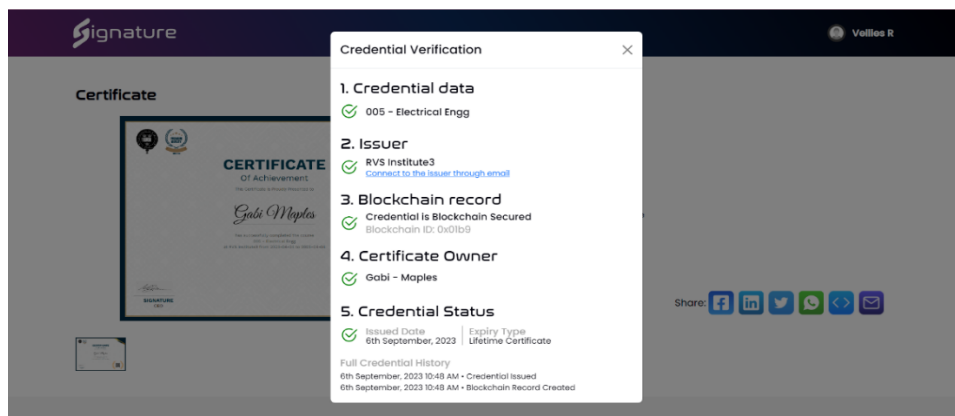 Signature
Vellies R
Certificate
CERTIFICATE
Of Achievement
Gabi Maples
SIGNATURE
Credential Verification
1. Credential data
005 - Electrical Engg
2. Issuer
RVS Institute3
Connect to the issuer through email
3. Blockchain record
Credential is Blockchain Secured
Blockchain ID: 0x01b9
4. Certificate Owner
Gabi - Maples
5. Credential Status
Issued Date
6th September, 2023
Expiry Type
Lifetime Certificate
Full Credential History
6th September, 2023 10:48 AM • Credential Issued
6th September, 2023 10:48 AM • Blockchain Record Created
Share: